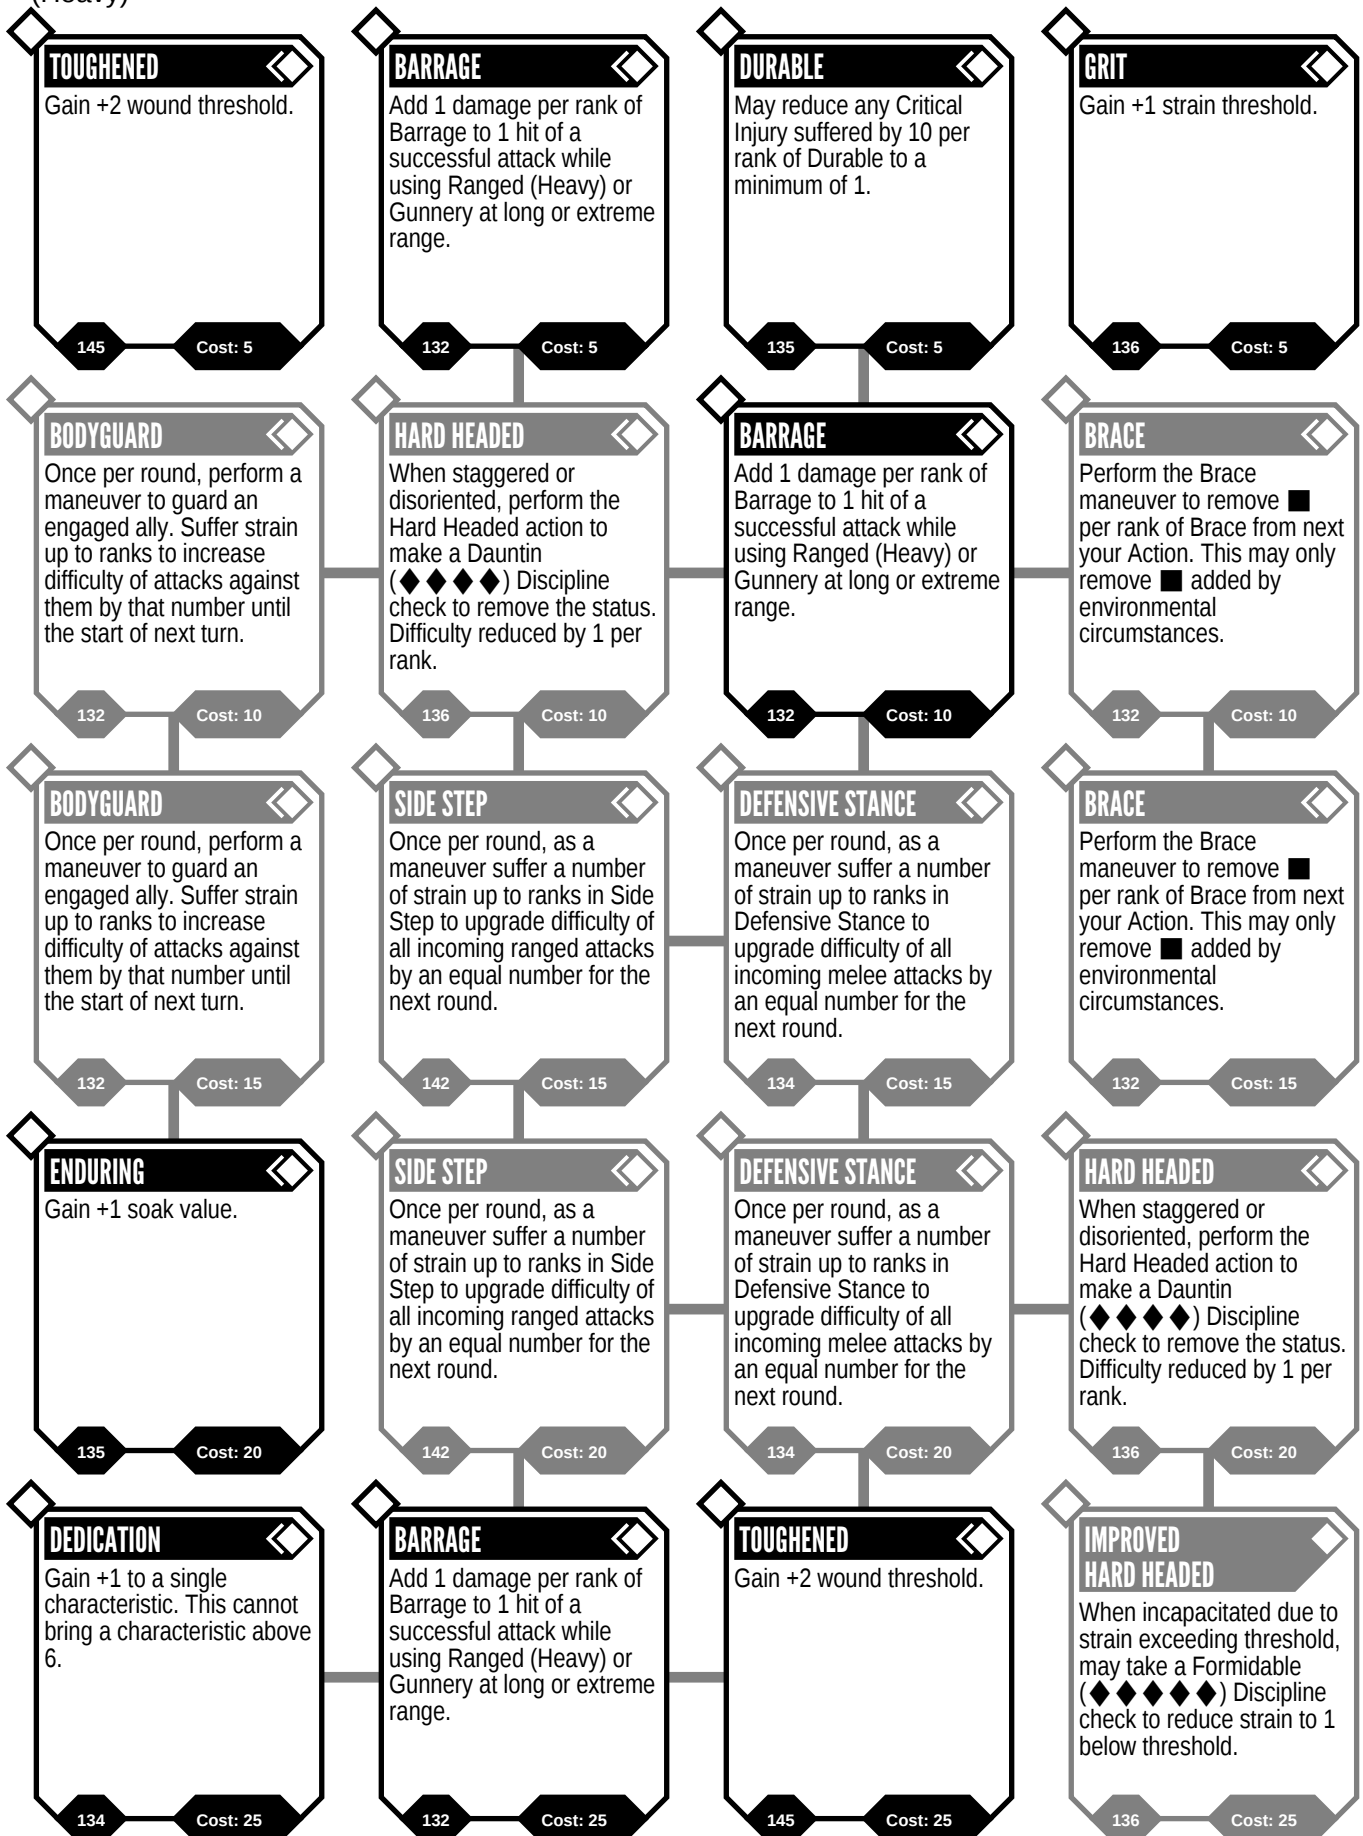 (Heavy)
TOUGHENED
Gain +2 wound threshold.
145
Cost: 5
BARRAGE
Add 1 damage per rank of
Barrage to 1 hit of a
successful attack while
using Ranged (Heavy) or
Gunnery at long or extreme
range.
132
Cost: 5
DURABLE
May reduce any Critical
Injury suffered by 10 per
rank of Durable to a
minimum of 1.
135
Cost: 5
GRIT
Gain +1 strain threshold.
136
Cost: 5
BODYGUARD
Once per round, perform a
maneuver to guard an
engaged ally. Suffer strain
up to ranks to increase
difficulty of attacks against
them by that number until
the start of next turn.
132
Cost: 10
HARD HEADED
When staggered or
disoriented, perform the
Hard Headed action to
make a Dauntin
(◆◆◆◆) Discipline
check to remove the status.
Difficulty reduced by 1 per
rank.
136
Cost: 10
BARRAGE
Add 1 damage per rank of
Barrage to 1 hit of a
successful attack while
using Ranged (Heavy) or
Gunnery at long or extreme
range.
132
Cost: 10
BRACE
Perform the Brace
maneuver to remove ■
per rank of Brace from next
your Action. This may only
remove ■ added by
environmental
circumstances.
132
Cost: 10
BODYGUARD
Once per round, perform a
maneuver to guard an
engaged ally. Suffer strain
up to ranks to increase
difficulty of attacks against
them by that number until
the start of next turn.
132
Cost: 15
SIDE STEP
Once per round, as a
maneuver suffer a number
of strain up to ranks in Side
Step to upgrade difficulty of
all incoming ranged attacks
by an equal number for the
next round.
142
Cost: 15
DEFENSIVE STANCE
Once per round, as a
maneuver suffer a number
of strain up to ranks in
Defensive Stance to
upgrade difficulty of all
incoming melee attacks by
an equal number for the
next round.
134
Cost: 15
BRACE
Perform the Brace
maneuver to remove ■
per rank of Brace from next
your Action. This may only
remove ■ added by
environmental
circumstances.
132
Cost: 15
ENDURING
Gain +1 soak value.
135
Cost: 20
SIDE STEP
Once per round, as a
maneuver suffer a number
of strain up to ranks in Side
Step to upgrade difficulty of
all incoming ranged attacks
by an equal number for the
next round.
142
Cost: 20
DEFENSIVE STANCE
Once per round, as a
maneuver suffer a number
of strain up to ranks in
Defensive Stance to
upgrade difficulty of all
incoming melee attacks by
an equal number for the
next round.
134
Cost: 20
HARD HEADED
When staggered or
disoriented, perform the
Hard Headed action to
make a Dauntin
(◆◆◆◆) Discipline
check to remove the status.
Difficulty reduced by 1 per
rank.
136
Cost: 20
DEDICATION
Gain +1 to a single
characteristic. This cannot
bring a characteristic above
6.
134
Cost: 25
BARRAGE
Add 1 damage per rank of
Barrage to 1 hit of a
successful attack while
using Ranged (Heavy) or
Gunnery at long or extreme
range.
132
Cost: 25
TOUGHENED
Gain +2 wound threshold.
145
Cost: 25
IMPROVED
HARD HEADED
When incapacitated due to
strain exceeding threshold,
may take a Formidable
(◆◆◆◆◆) Discipline
check to reduce strain to 1
below threshold.
136
Cost: 25